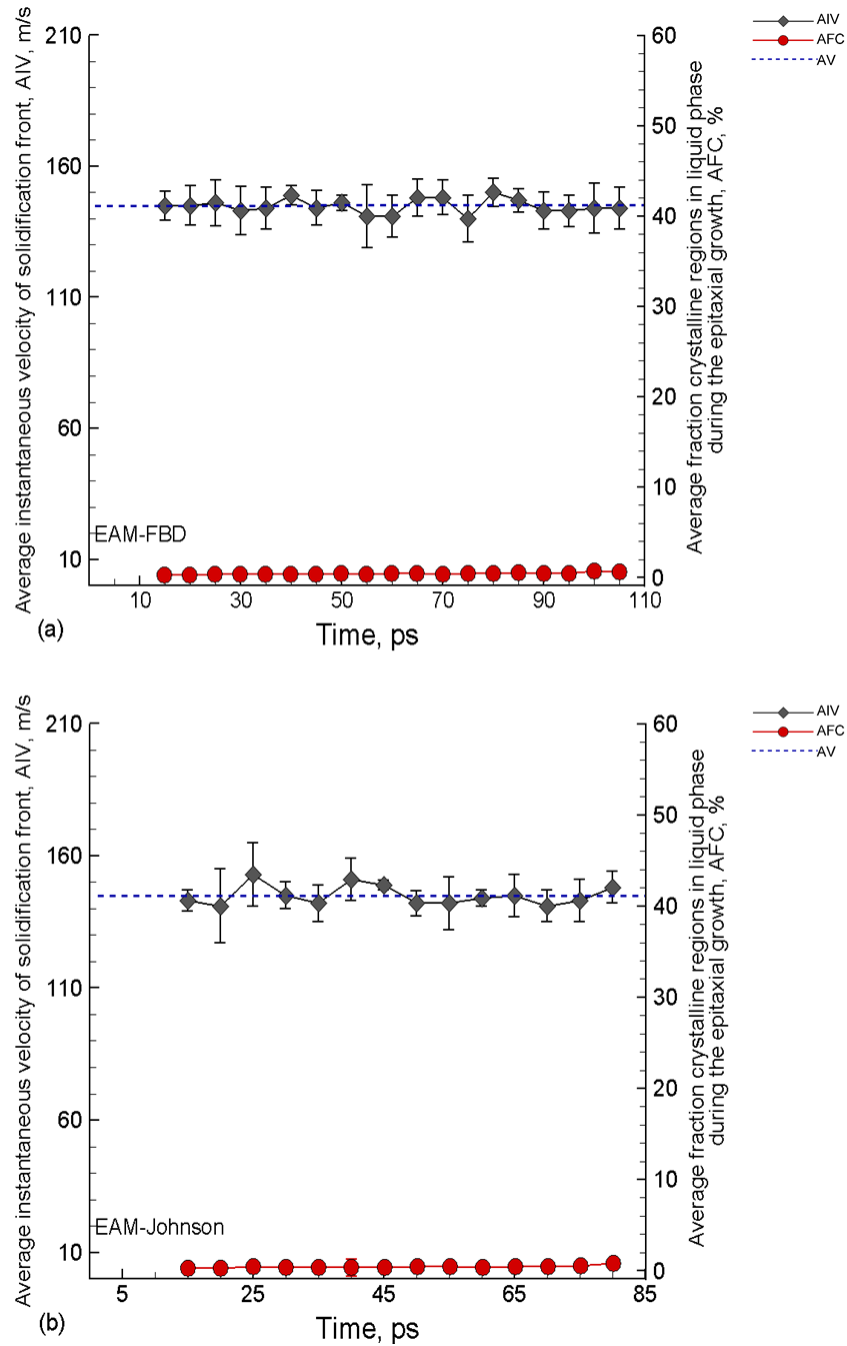 Average instantaneous velocity of solidification front, AIV, m/s
210
160
110
60
10
EAM-FBD
10
30
50
70
90
110
Time, ps
(a)
60
50
40
30
20
10
0
Average fraction crystalline regions in liquid phase
during the epitaxial growth, AFC, %
AIV
AFC
AV
Average instantaneous velocity of solidification front, AIV, m/s
210
160
110
60
10
EAM-Johnson
5
25
45
65
85
Time, ps
(b)
60
50
40
30
20
10
0
Average fraction crystalline regions in liquid phase
during the epitaxial growth, AFC, %
AIV
AFC
AV